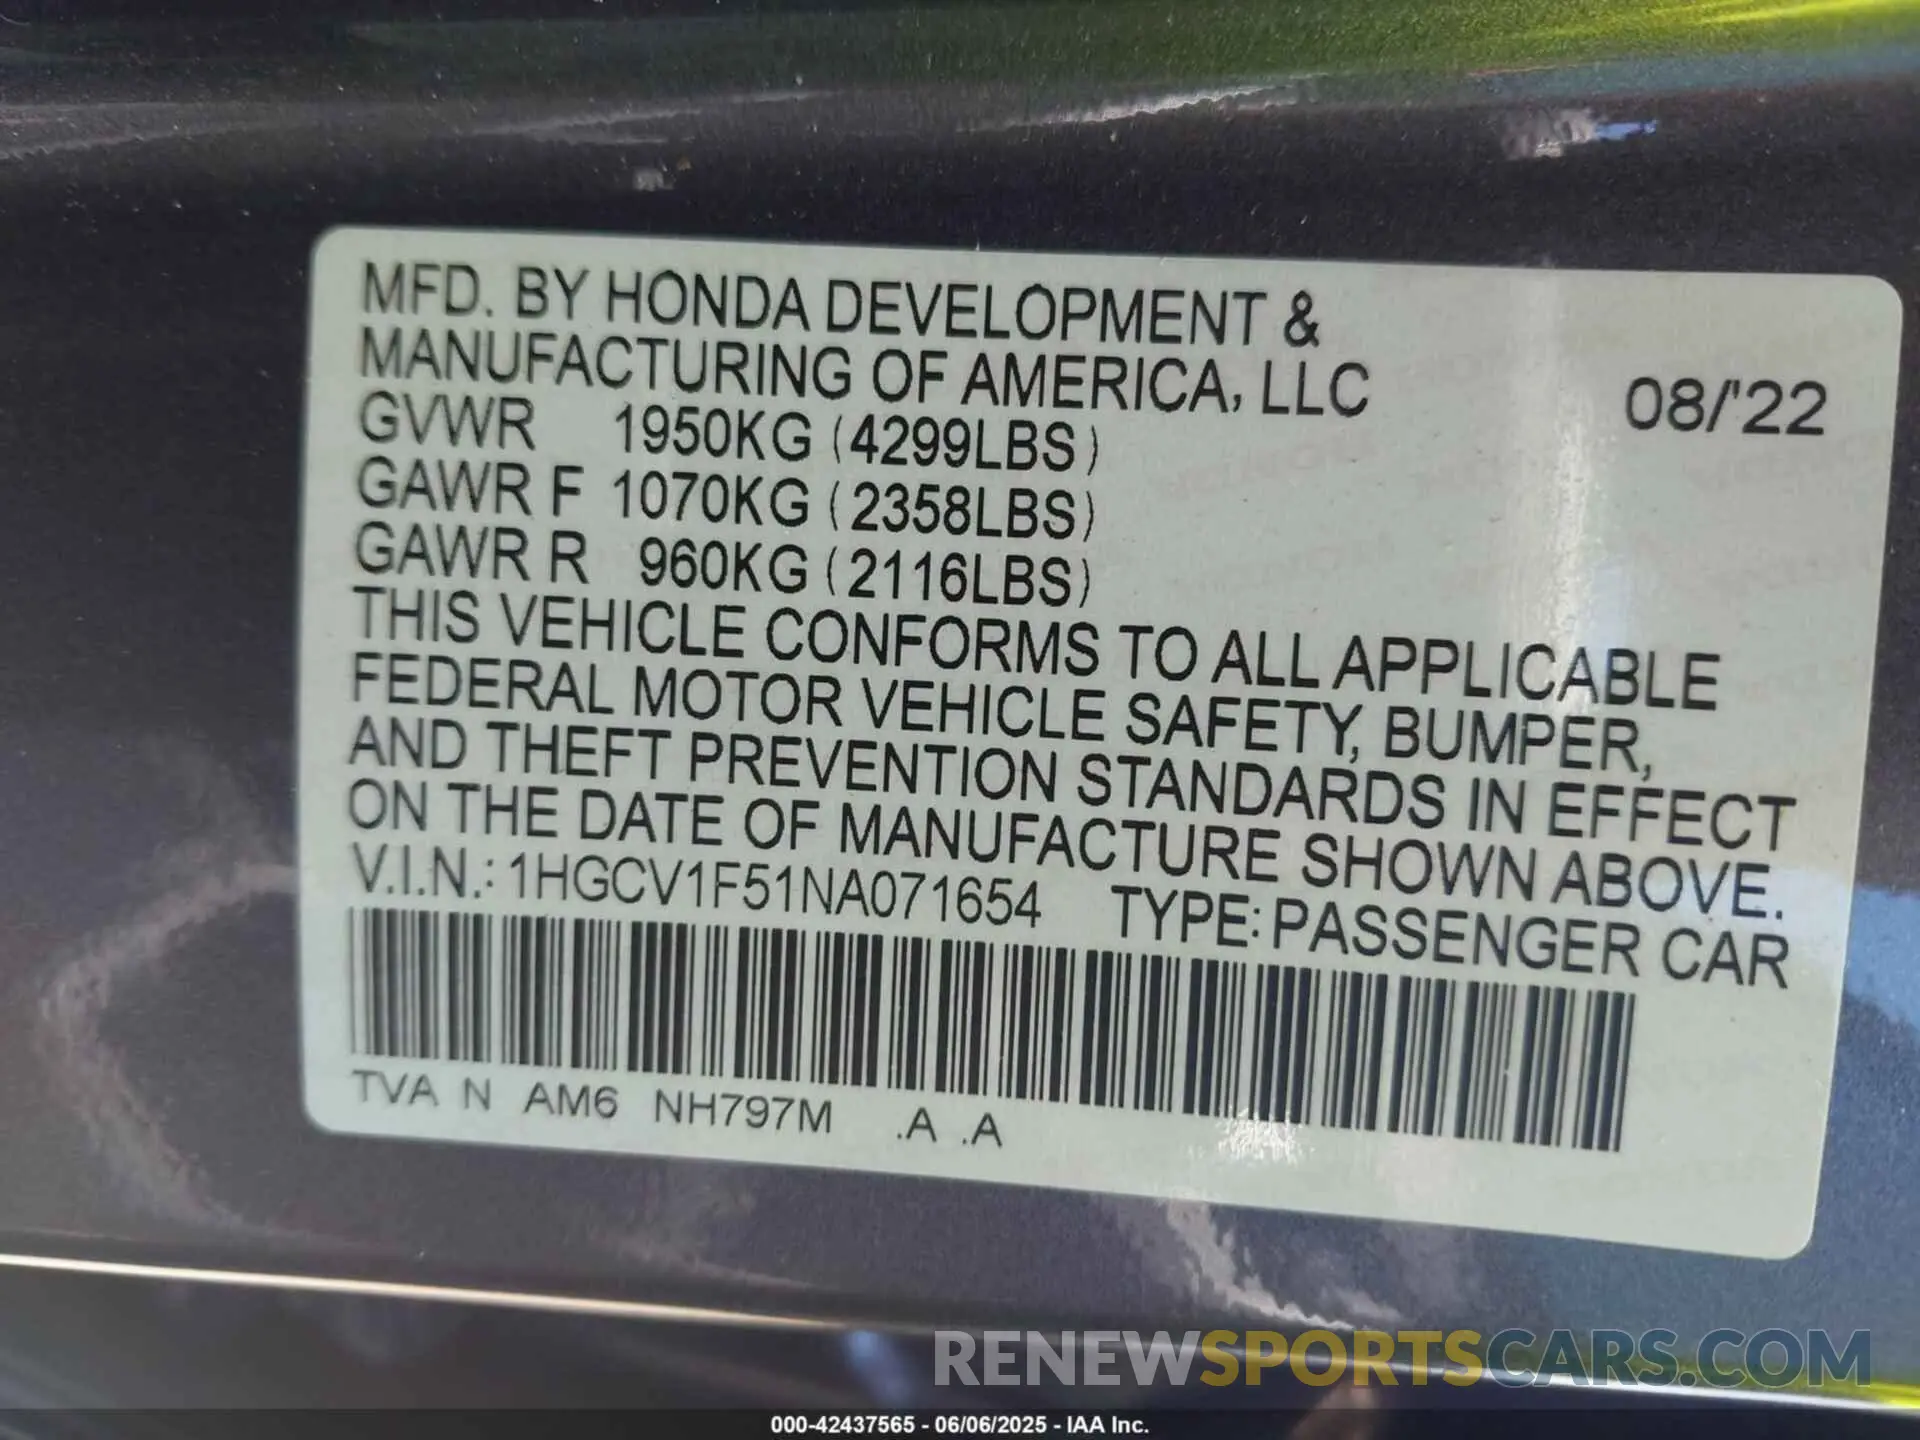 MFD. BY HONDA DEVELOPMENT &
MANUFACTURING OF AMERICA, LLC 08/'22
GVWR 1950KG (4299LBS)
GAWR F 1070KG (2358LBS)
GAWR R 960KG (2116LBS)
THIS VEHICLE CONFORMS TO ALL APPLICABLE
FEDERAL MOTOR VEHICLE SAFETY, BUMPER,
AND THEFT PREVENTION STANDARDS IN EFFECT
ON THE DATE OF MANUFACTURE SHOWN ABOVE.
V.I.N.: 1HGCV1F51NA071654 TYPE: PASSENGER CAR
TVA N AM6 NH797M .A .A
RENEWSPORTSCARS.COM
000-42437565 - 06/06/2025 - IAA Inc.